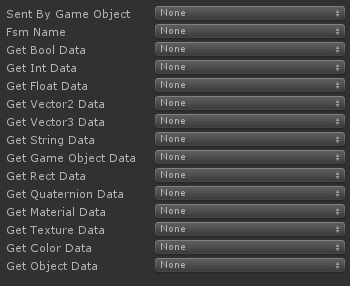 Sent By Game Object None
Fsm Name None
Get Bool Data None
Get Int Data None
Get Float Data None
Get Vector2 Data None
Get Vector3 Data None
Get String Data None
Get Game Object Data None
Get Rect Data None
Get Quaternion Data None
Get Material Data None
Get Texture Data None
Get Color Data None
Get Object Data None